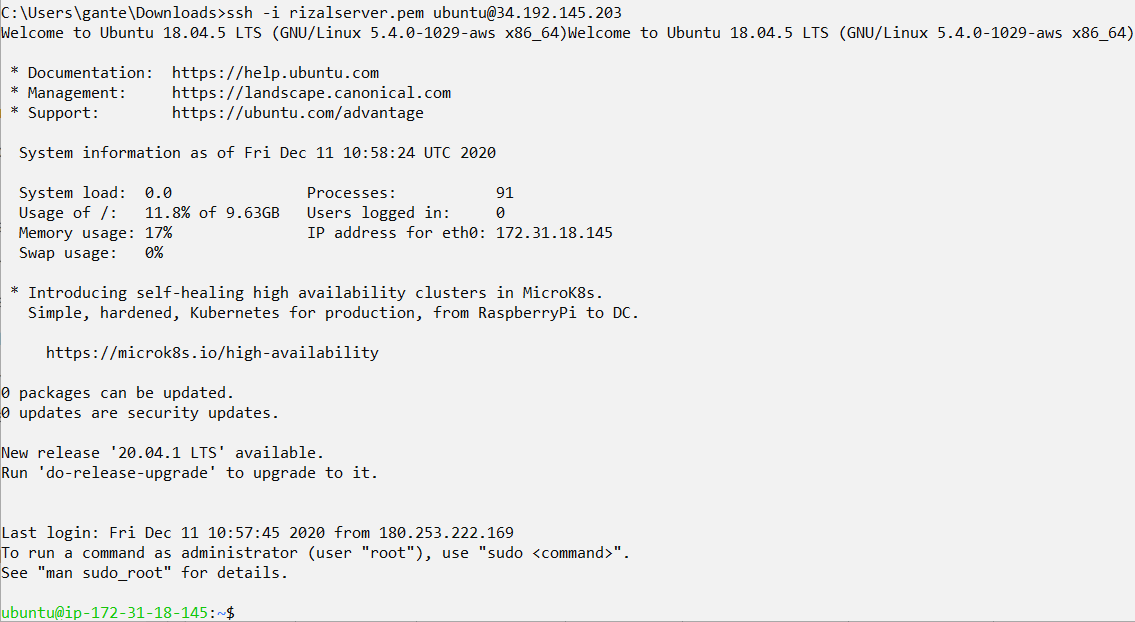 C:\Users\gante\Downloads>ssh -i rizalserver.pem ubuntu@34.192.145.203
Welcome to Ubuntu 18.04.5 LTS (GNU/Linux 5.4.0-1029-aws x86_64)Welcome to Ubuntu 18.04.5 LTS (GNU/Linux 5.4.0-1029-aws x86_64)
* Documentation: https://help.ubuntu.com
* Management: https://landscape.canonical.com
* Support: https://ubuntu.com/advantage
System information as of Fri Dec 11 10:58:24 UTC 2020
System load: 0.0 Processes: 91
Usage of /: 11.8% of 9.63GB Users logged in: 0
Memory usage: 17% IP address for eth0: 172.31.18.145
Swap usage: 0%
* Introducing self-healing high availability clusters in MicroK8s.
Simple, hardened, Kubernetes for production, from RaspberryPi to DC.
https://microk8s.io/high-availability
0 packages can be updated.
0 updates are security updates.
New release '20.04.1 LTS' available.
Run 'do-release-upgrade' to upgrade to it.
Last login: Fri Dec 11 10:57:45 2020 from 180.253.222.169
To run a command as administrator (user "root"), use "sudo <command>".
See "man sudo_root" for details.
ubuntu@ip-172-31-18-145:~$